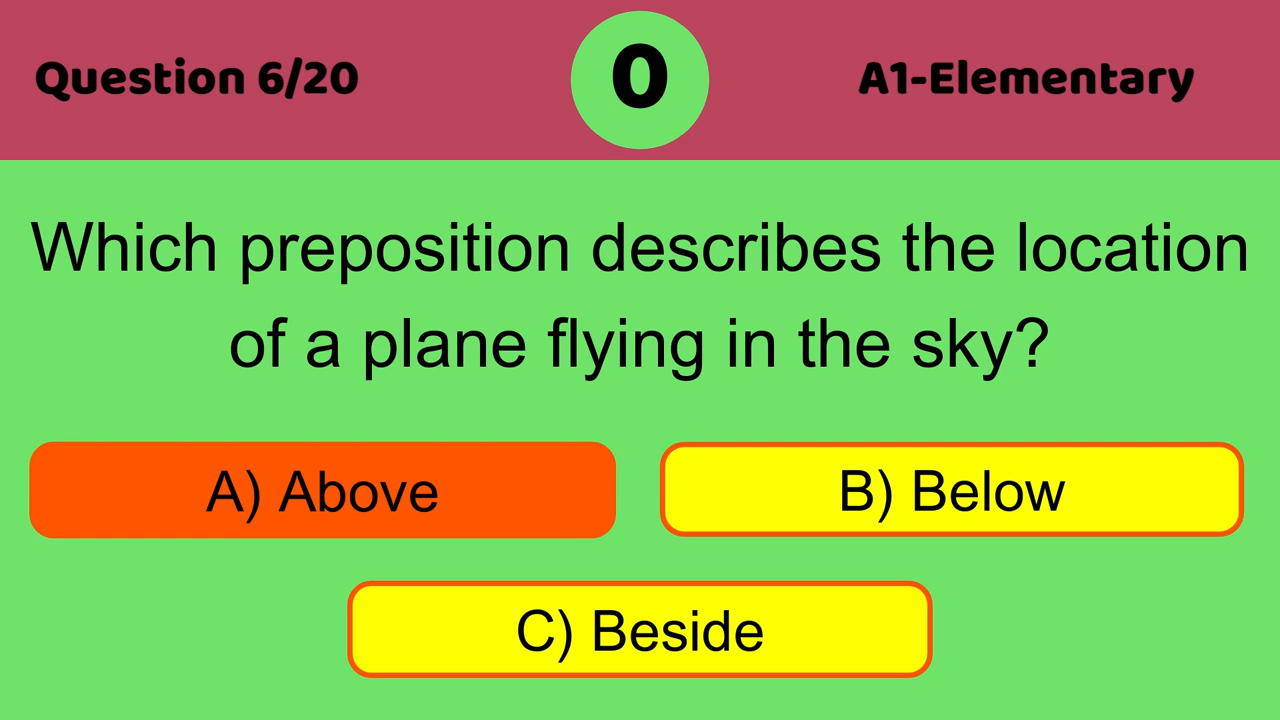 Question 6/20
0
A1-Elementary
Which preposition describes the location
of a plane flying in the sky?
A) Above
B) Below
C) Beside